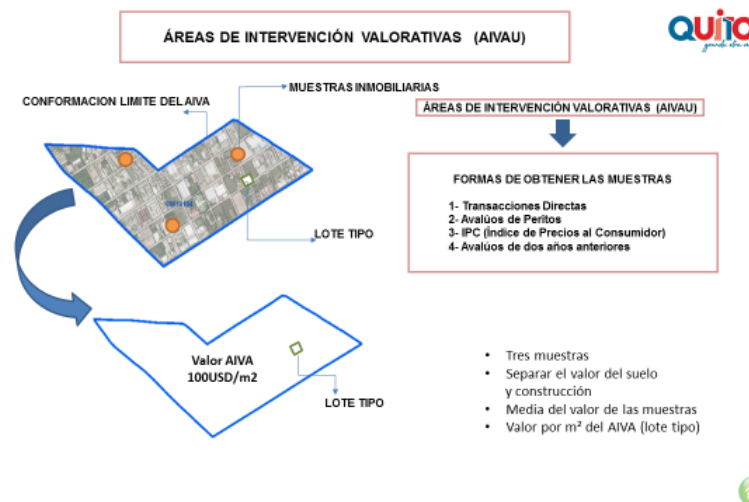 ÁREAS DE INTERVENCIÓN VALORATIVAS (AIVAU)
QUITO
grande otra vez
MUESTRAS INMOBILIARIAS
CONFORMACION LIMITE DEL AIVA
LOTE TIPO
ÁREAS DE INTERVENCIÓN VALORATIVAS (AIVAU)
FORMAS DE OBTENER LAS MUESTRAS
1- Transacciones Directas
2- Avalúos de Peritos
3- IPC (Índice de Precios al Consumidor)
4- Avalúos de dos años anteriores
Valor AIVA
100USD/m2
LOTE TIPO
• Tres muestras
• Separar el valor del suelo
y construcción
• Media del valor de las muestras
• Valor por m² del AIVA (lote tipo)